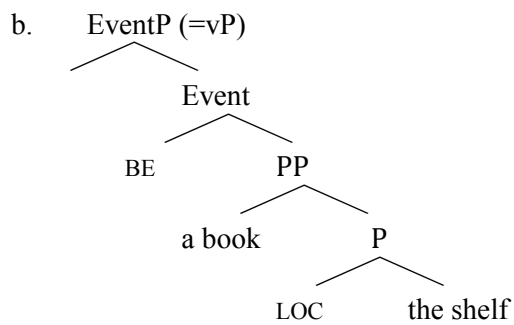 b. EventP (=vP)
Event
BE PP
a book P
LOC the shelf